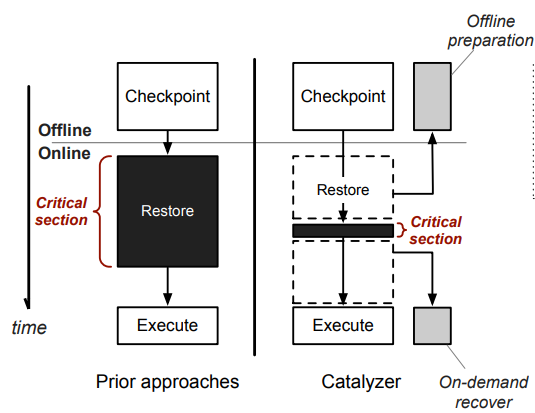 Offline
preparation
Checkpoint
Checkpoint
Offline
Online
Critical
section
Restore
Restore
Critical
section
time
Execute
Execute
Prior approaches
Catalyzer
On-demand
recover